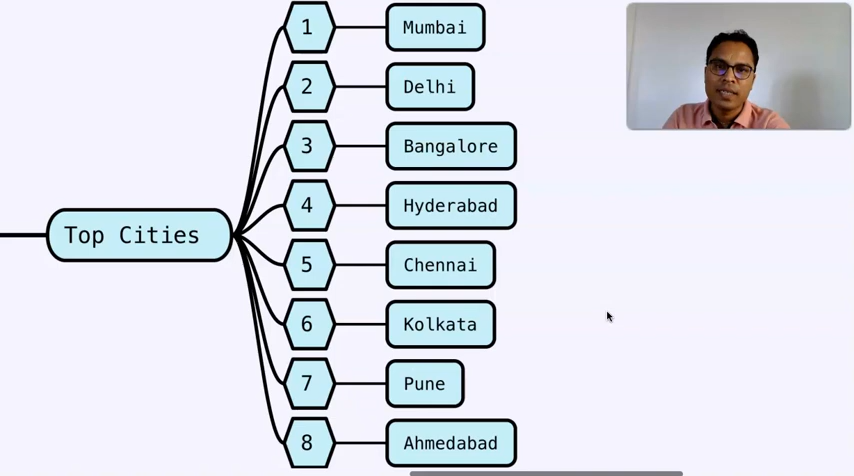 Top Cities
1 Mumbai
2 Delhi
3 Bangalore
4 Hyderabad
5 Chennai
6 Kolkata
7 Pune
8 Ahmedabad